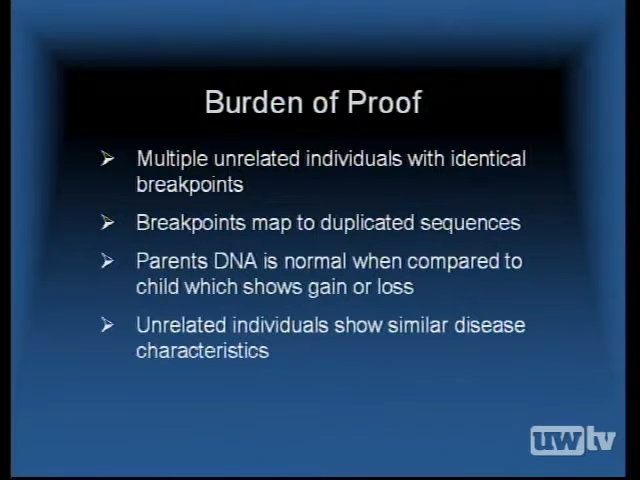 Burden of Proof
Multiple unrelated individuals with identical
breakpoints
Breakpoints map to duplicated sequences
Parents DNA is normal when compared to
child which shows gain or loss
Unrelated individuals show similar disease
characteristics
uwtv